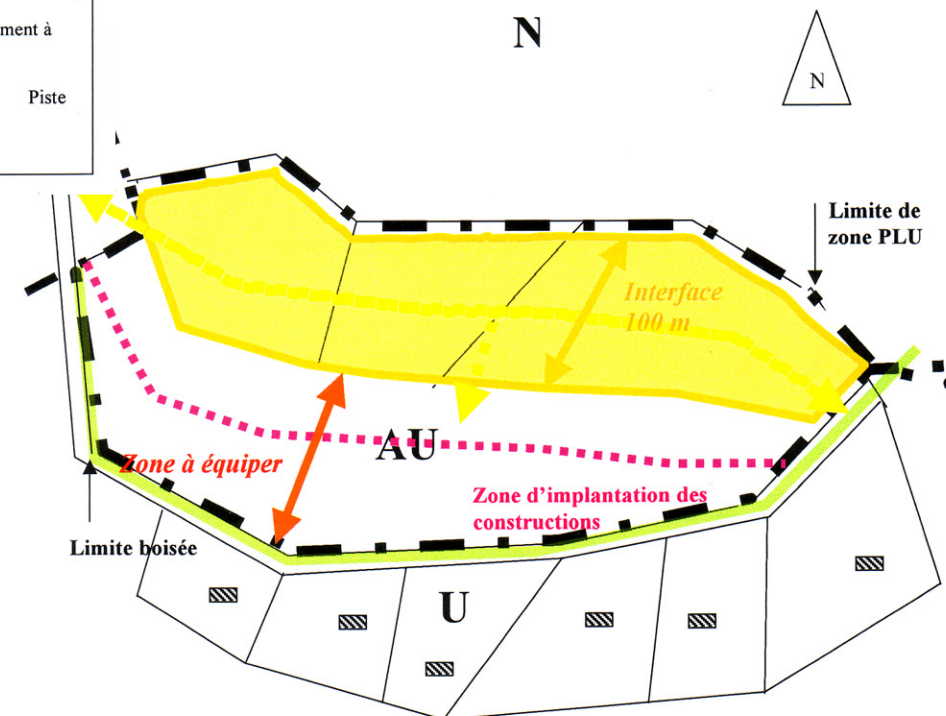 ment à
Piste
N
N
Limite de
zone PLU
Interface
100 m
AU
Zone à équiper
Zone d'implantation des
constructions
Limite boisée
U